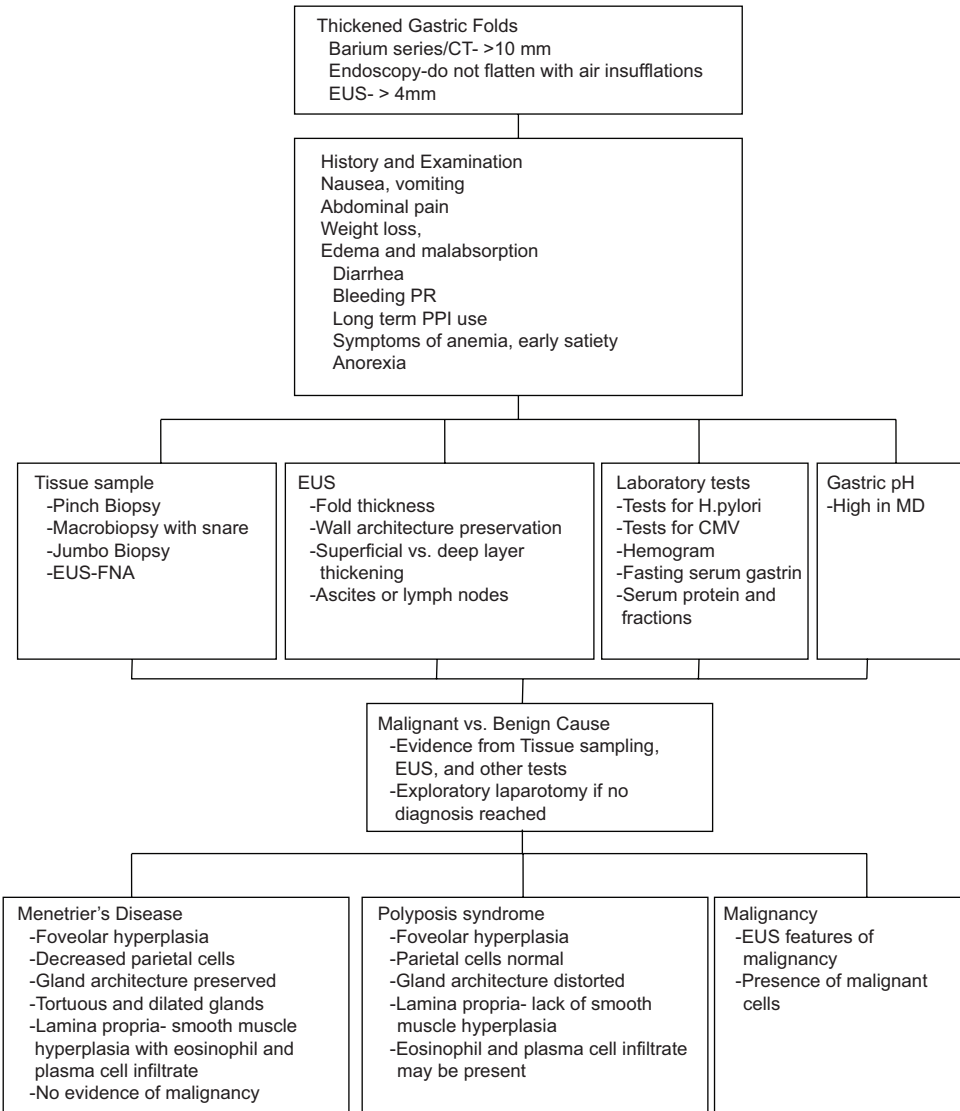 Thickened Gastric Folds
Barium series/CT- >10 mm
Endoscopy-do not flatten with air insufflations
EUS- > 4mm
History and Examination
Nausea, vomiting
Abdominal pain
Weight loss,
Edema and malabsorption
Diarrhea
Bleeding PR
Long term PPI use
Symptoms of anemia, early satiety
Anorexia
Tissue sample
-Pinch Biopsy
-Macrobiopsy with snare
-Jumbo Biopsy
-EUS-FNA
EUS
-Fold thickness
-Wall architecture preservation
-Superficial vs. deep layer
thickening
-Ascites or lymph nodes
Laboratory tests
-Tests for H.pylori
-Tests for CMV
-Hemogram
-Fasting serum gastrin
-Serum protein and
fractions
Gastric pH
-High in MD
Malignant vs. Benign Cause
-Evidence from Tissue sampling,
EUS, and other tests
-Exploratory laparotomy if no
diagnosis reached
Menetrier's Disease
-Foveolar hyperplasia
-Decreased parietal cells
-Gland architecture preserved
-Tortuous and dilated glands
-Lamina propria- smooth muscle
hyperplasia with eosinophil and
plasma cell infiltrate
-No evidence of malignancy
Polyposis syndrome
-Foveolar hyperplasia
-Parietal cells normal
-Gland architecture distorted
-Lamina propria- lack of smooth
muscle hyperplasia
-Eosinophil and plasma cell infiltrate
may be present
Malignancy
-EUS features of
malignancy
-Presence of malignant
cells